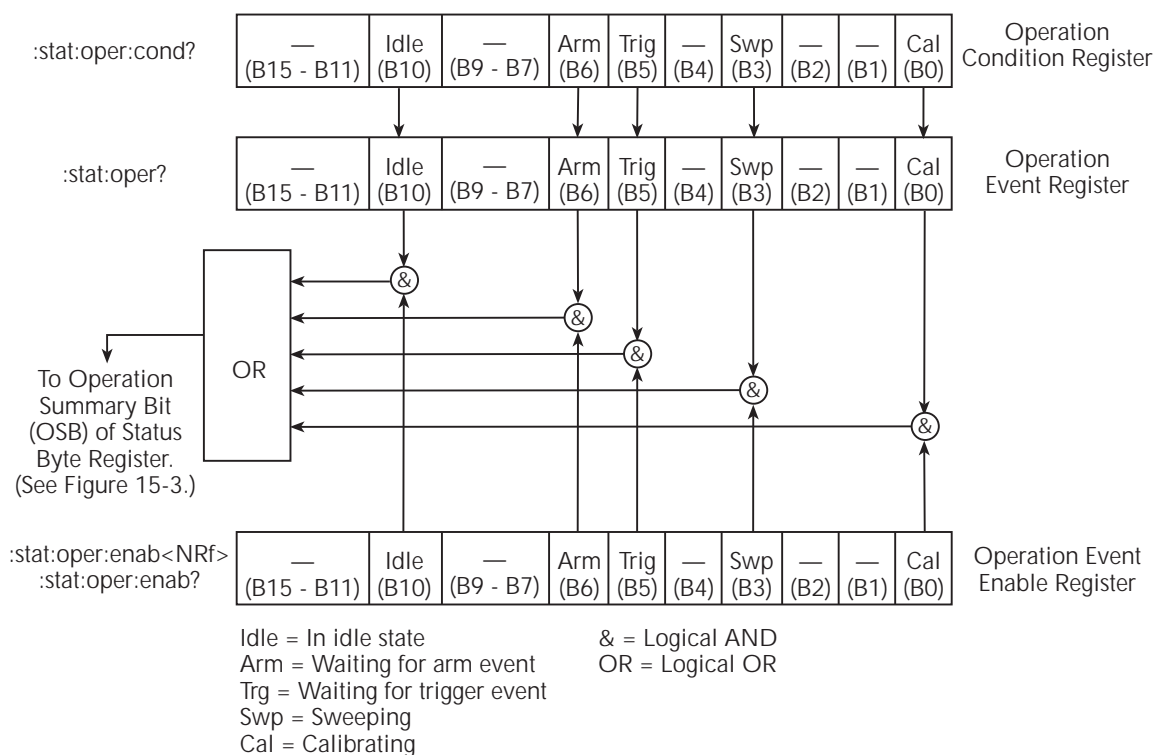 :stat:oper:cond?
— Idle — Arm Trig — Swp — — Cal
(B15 - B11) (B10) (B9 - B7) (B6) (B5) (B4) (B3) (B2) (B1) (B0)
Operation
Condition Register
:stat:oper?
— Idle — Arm Trig — Swp — — Cal
(B15 - B11) (B10) (B9 - B7) (B6) (B5) (B4) (B3) (B2) (B1) (B0)
Operation
Event Register
&
&
&
&
&
OR
To Operation
Summary Bit
(OSB) of Status
Byte Register.
(See Figure 15-3.)
:stat:oper:enab<NRf>
:stat:oper:enab?
— Idle — Arm Trig — Swp — — Cal
(B15 - B11) (B10) (B9 - B7) (B6) (B5) (B4) (B3) (B2) (B1) (B0)
Operation Event
Enable Register
Idle = In idle state
Arm = Waiting for arm event
Trg = Waiting for trigger event
Swp = Sweeping
Cal = Calibrating
& = Logical AND
OR = Logical OR